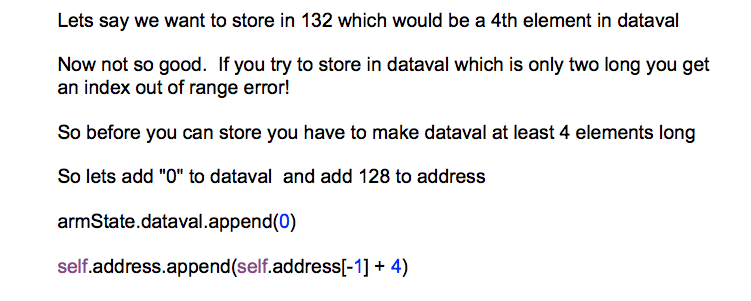 Lets say we want to store in 132 which would be a 4th element in dataval
Now not so good.  If you try to store in dataval which is only two long you get
an index out of range error!
So before you can store you have to make dataval at least 4 elements long
So lets add "0" to dataval  and add 128 to address
armState.dataval.append(0)
self.address.append(self.address[-1] + 4)